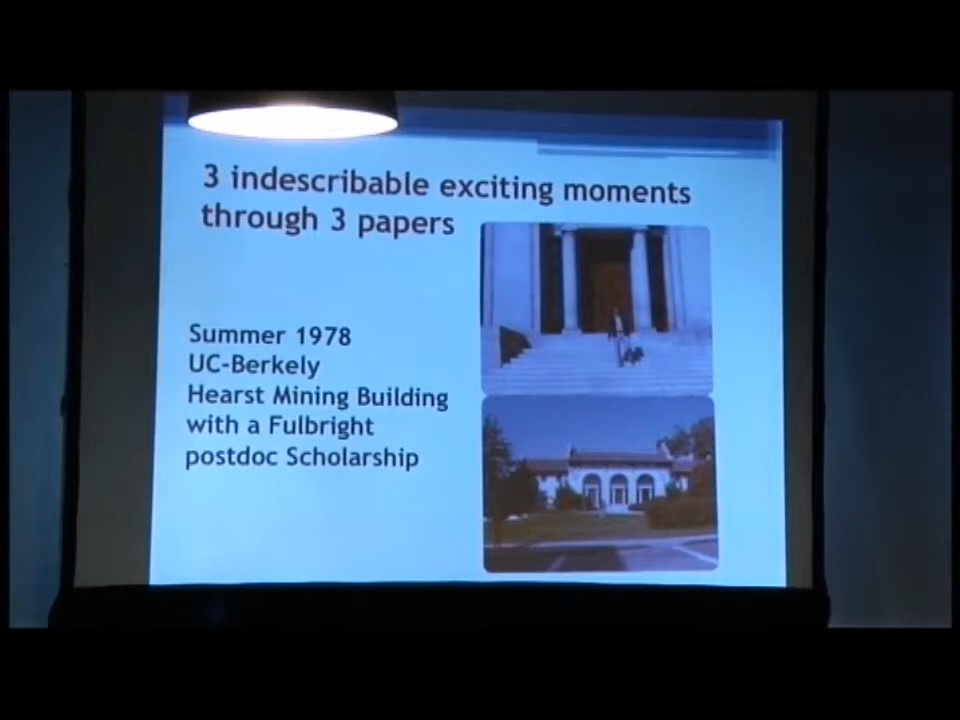 3 indescribable exciting moments
through 3 papers
Summer 1978
UC-Berkely
Hearst Mining Building
with a Fulbright
postdoc Scholarship